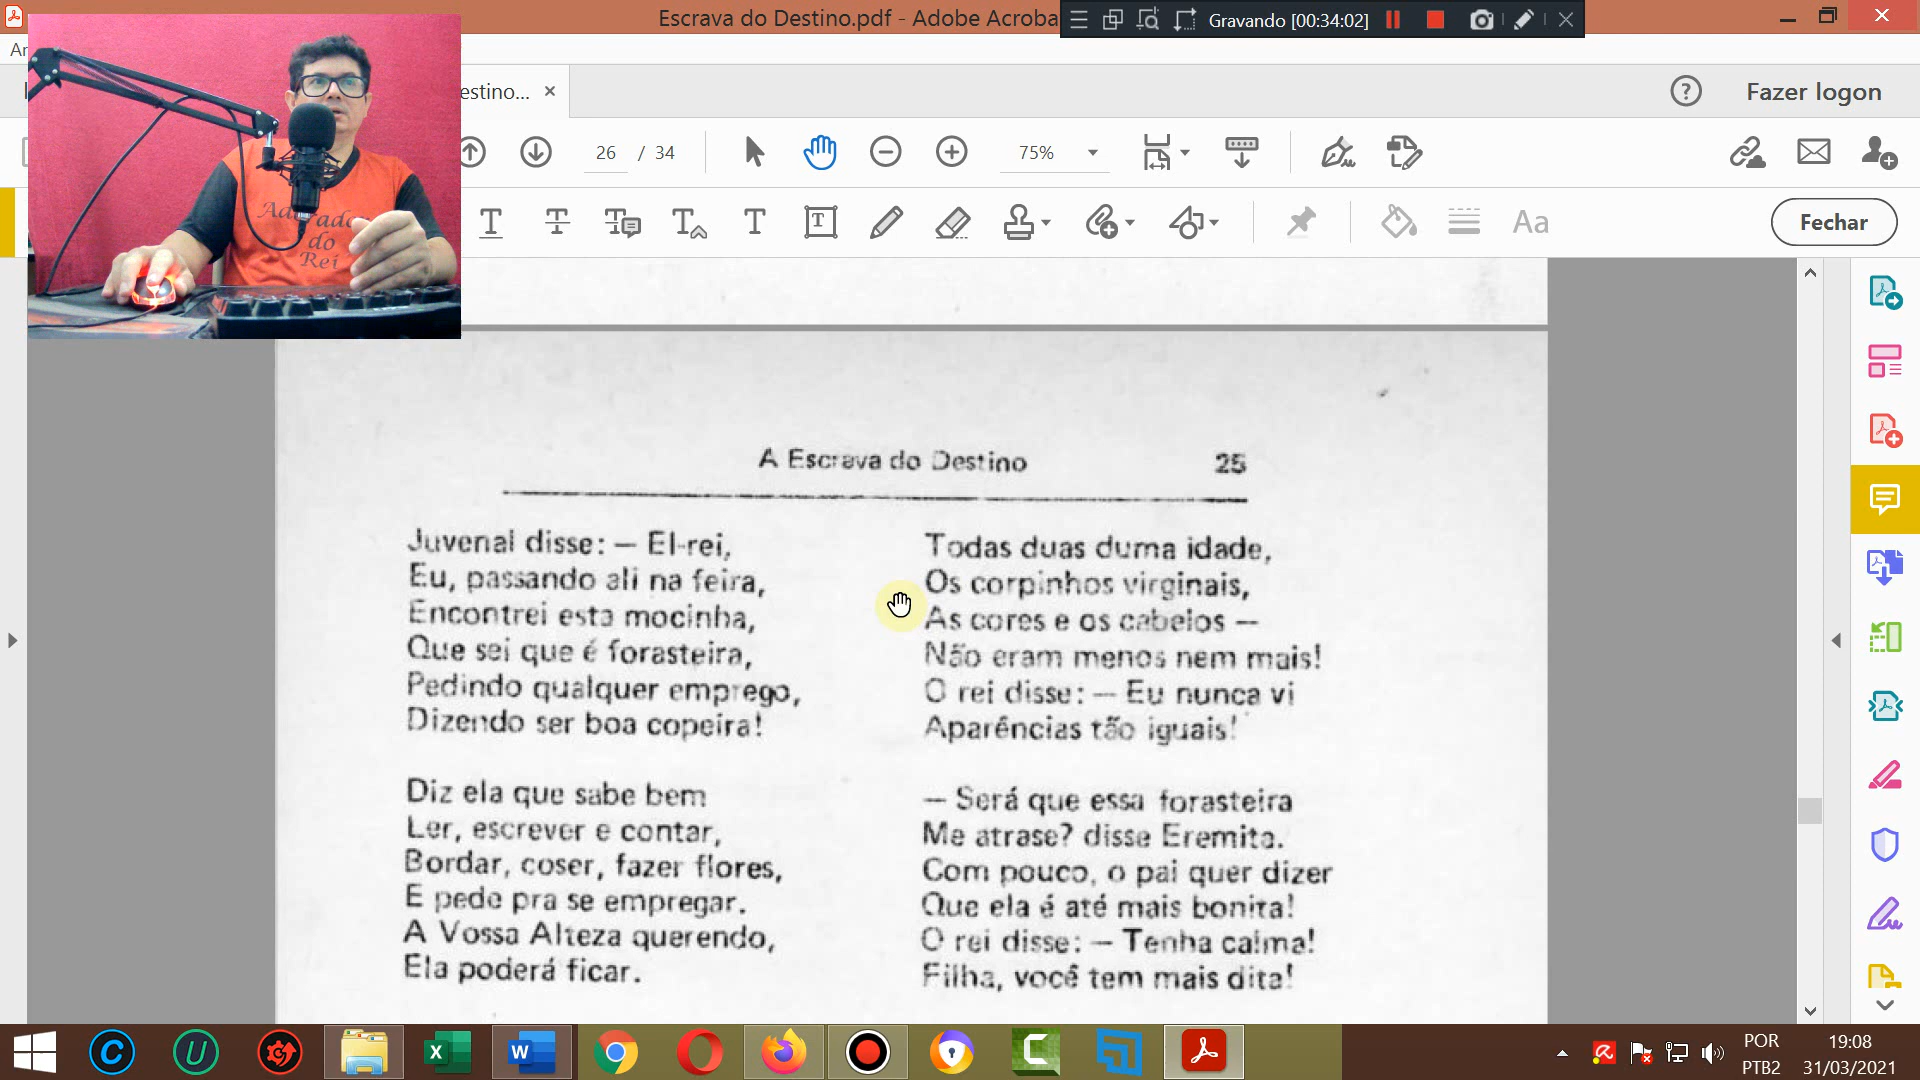 Escrava do Destino.pdf - Adobe Acroba
Gravando [00:34:02]
estino...
Fazer logon
26 / 34
75%
Fechar
Adorador
do
Rei
A Escrava do Destino 25
Juvenal disse: — El-rei,
Eu, passando ali na feira,
Encontrei esta mocinha,
Que sei que é forasteira,
Pedindo qualquer emprego,
Dizendo ser boa copeira!
Diz ela que sabe bem
Ler, escrever e contar,
Bordar, coser, fazer flores,
E pede pra se empregar.
A Vossa Alteza querendo,
Ela poderá ficar.
Todas duas duma idade,
Os corpinhos virginais,
As cores e os cabelos —
Não eram menos nem mais!
O rei disse: — Eu nunca vi
Aparências tão iguais!
— Será que essa forasteira
Me atrase? disse Eremita.
Com pouco, o pai quer dizer
Que ela é até mais bonita!
O rei disse: — Tenha calma!
Filha, você tem mais dita!
POR
PTB2
19:08
31/03/2021